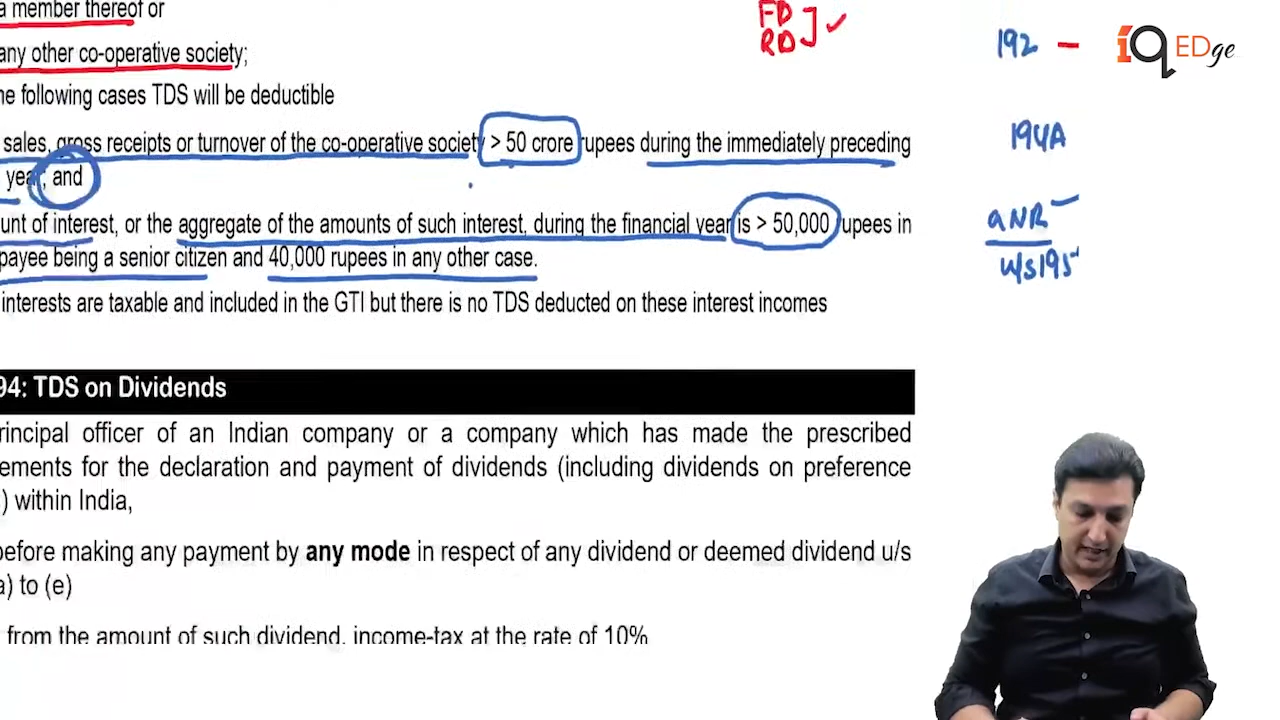 a member thereof or
any other co-operative society;
ne following cases TDS will be deductible
sales, gross receipts or turnover of the co-operative society > 50 crore rupees during the immediately preceding
year, and
unt of interest, or the aggregate of the amounts of such interest, during the financial year is > 50,000 rupees in
payee being a senior citizen and 40,000 rupees in any other case.
interests are taxable and included in the GTI but there is no TDS deducted on these interest incomes
94: TDS on Dividends
rincipal officer of an Indian company or a company which has made the prescribed
ements for the declaration and payment of dividends (including dividends on preference
) within India,
before making any payment by any mode in respect of any dividend or deemed dividend u/s
a) to (e)
from the amount of such dividend, income-tax at the rate of 10%
FD
RD
192 -
iQ EDge
194A
a NR -
u/s 195